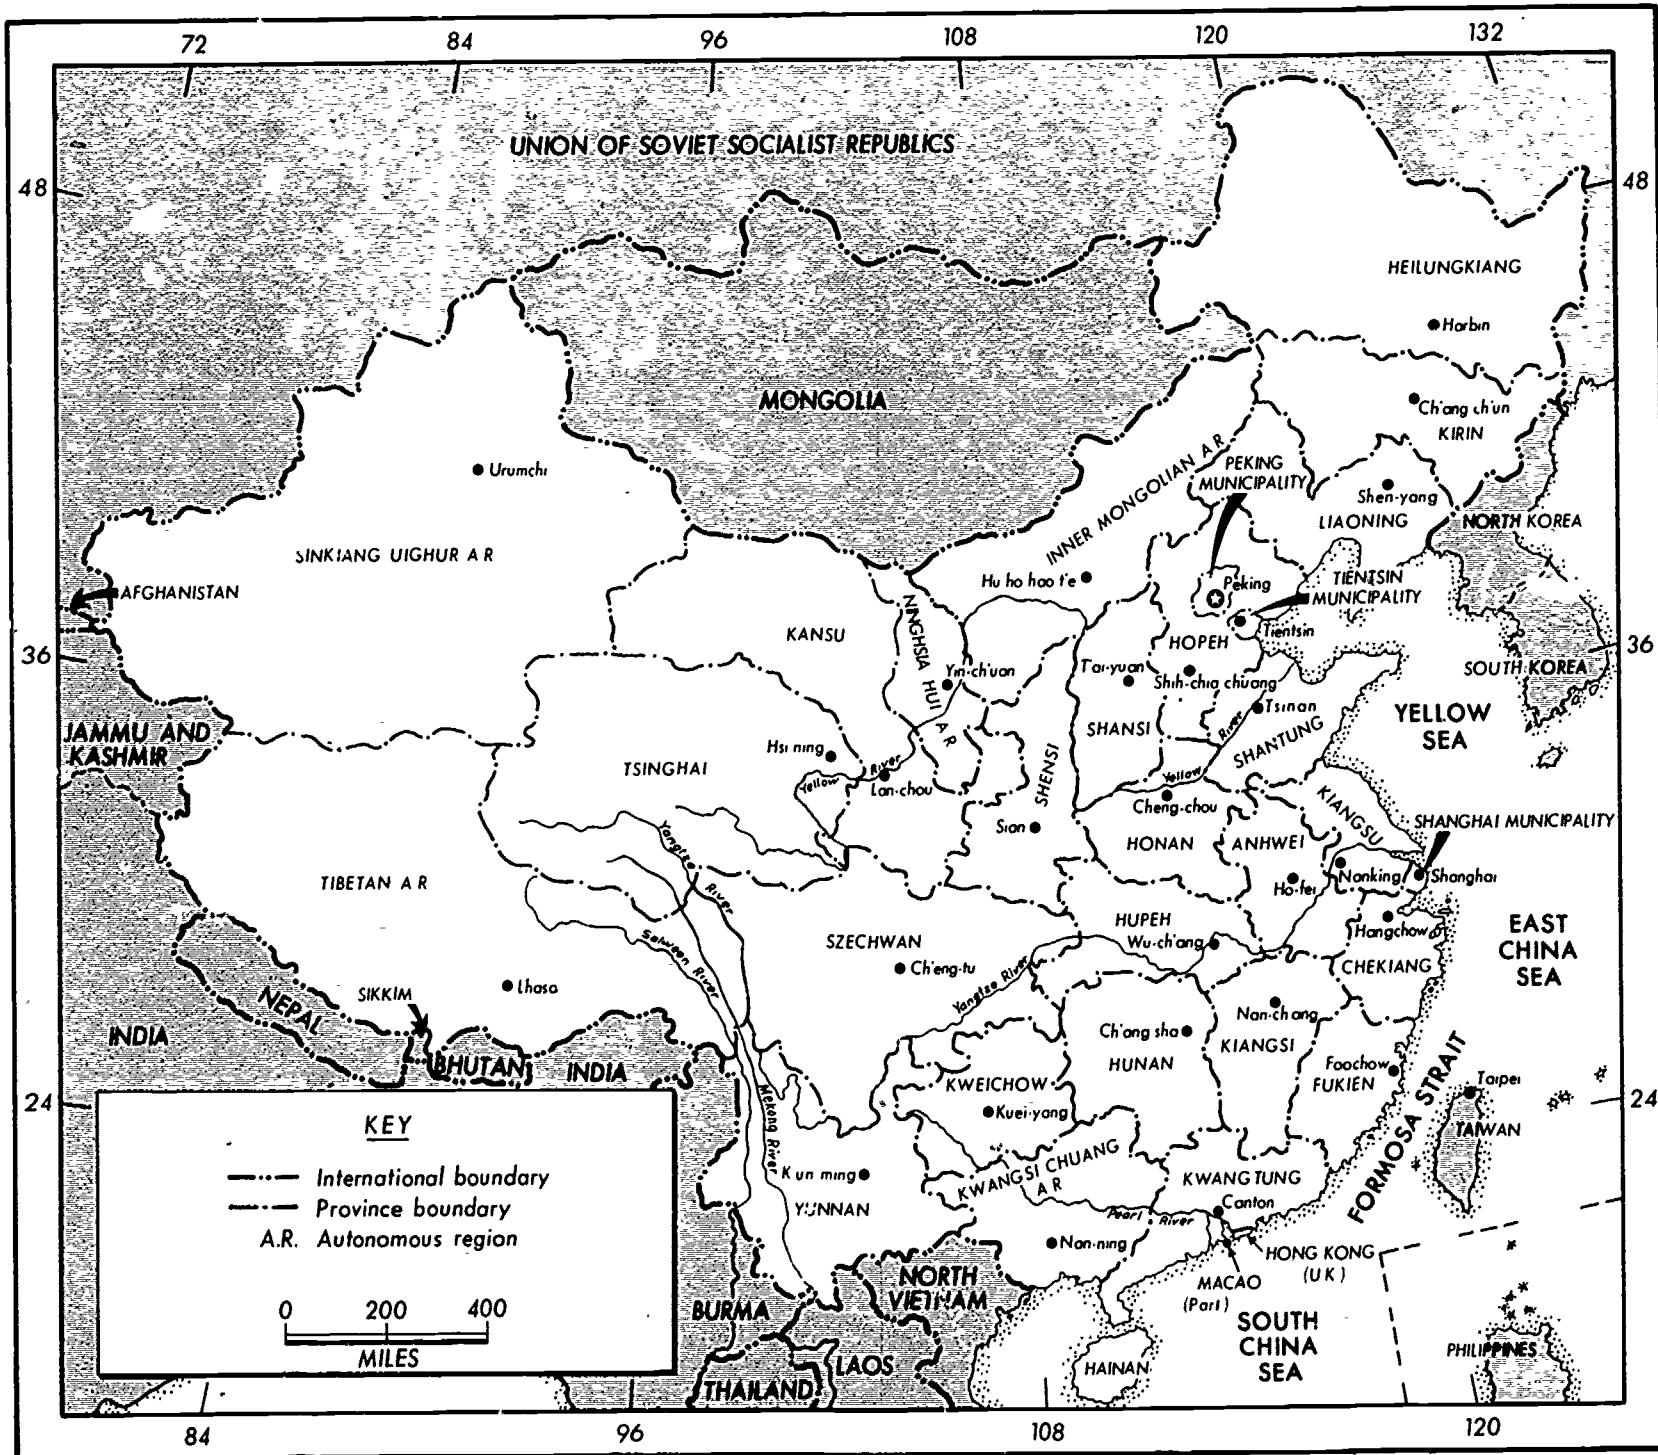 72 84 96 108 120 132
UNION OF SOVIET SOCIALIST REPUBLICS
48
48
HEILUNGKIANG
Harbin
MONGOLIA
Ch'ang ch'un
KIRIN
INNER MONGOLIAN A R
PEKING
MUNICIPALITY
Urumchi
Shen-yang
LIAONING
NORTH KOREA
SINKIANG UIGHUR A R
AFGHANISTAN
Hu ho hao t'e
Peking
TIENTSIN
MUNICIPALITY
Tientsin
KANSU
NINGHSIA HUI A R
HOPEH
36
36
Yin-ch'uan
T'ai-yuan
Shih-chia chuang
SOUTH KOREA
Tsinan
SHANSI
River
SHANTUNG
YELLOW
SEA
JAMMU AND
KASHMIR
Hsi ning
TSINGHAI
Yellow River
Lan-chou
SHENSI
Yellow
Cheng-chou
KIANGSU
SHANGHAI MUNICIPALITY
Sian
HONAN
ANHWEI
Yangtze River
Nanking
Shanghai
Ho-fei
TIBETAN A R
HUPEH
Hangchow
EAST
CHINA
SEA
Salween River
SZECHWAN
Wu-ch'ang
CHEKIANG
Ch'eng-tu
Yangtze River
Lhasa
SIKKIM
NEPAL
Nan-ch ang
INDIA
Ch'ang sha
KIANGSI
BHUTAN
INDIA
HUNAN
Foochow
FUKIEN
FORMOSA STRAIT
KWEICHOW
Kuei-yang
Taipei
TAIWAN
24
24
Mekong River
KEY
International boundary
Province boundary
A.R. Autonomous region
0 200 400
MILES
Kun ming
YUNNAN
KWANGSI CHUANG
A R
KWANGTUNG
Canton
Pearl River
Nan-ning
HONG KONG
(UK)
MACAO
(Port)
NORTH
VIETNAM
BURMA
SOUTH
CHINA
SEA
LAOS
HAINAN
PHILIPPINES
THAILAND
84 96 108 120